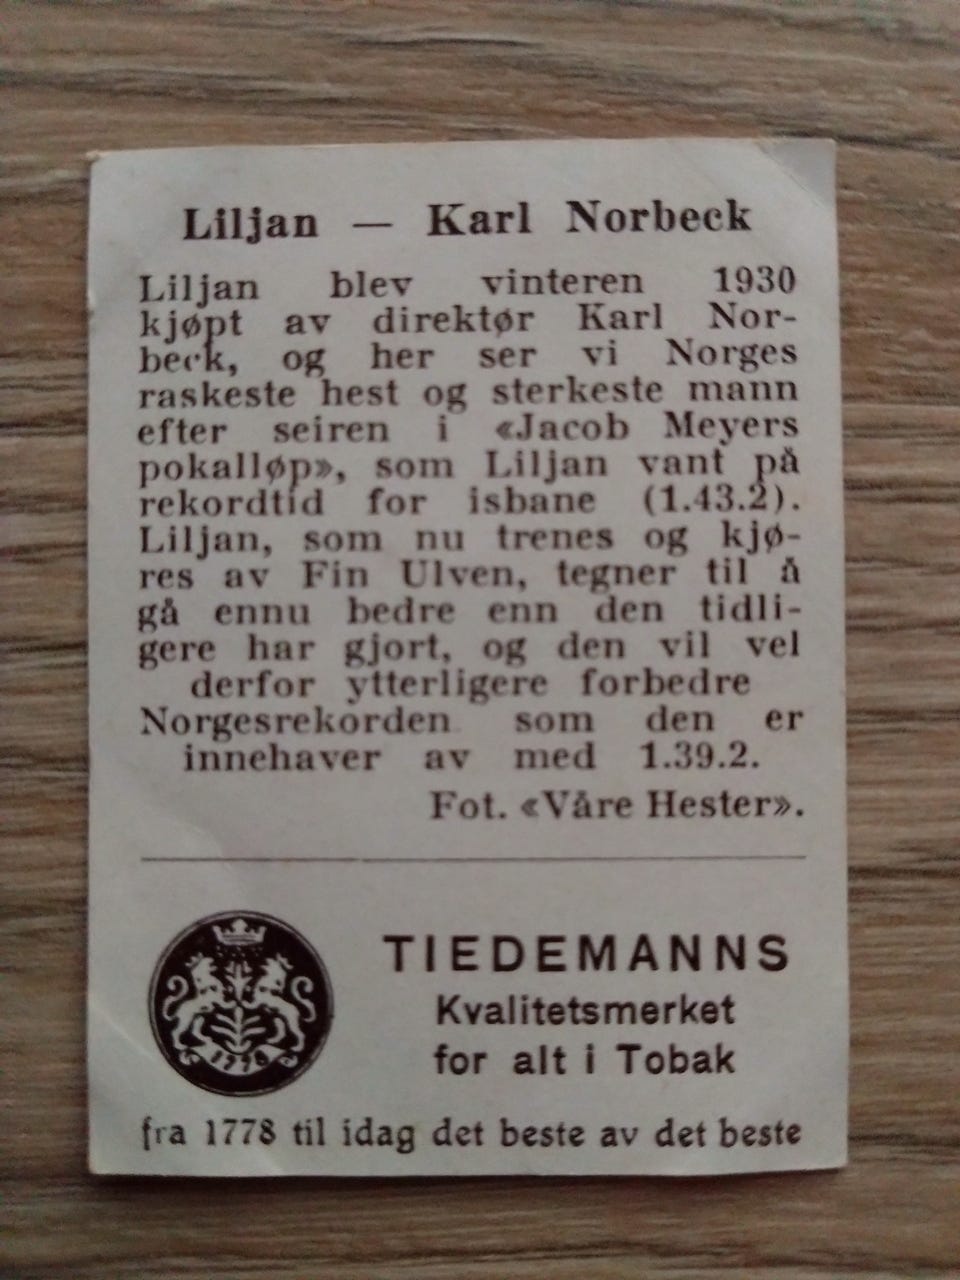 Liljan — Karl Norbeck
Liljan blev vinteren 1930
kjøpt av direktør Karl Nor-
beck, og her ser vi Norges
raskeste hest og sterkeste mann
efter seiren i «Jacob Meyers
pokalløp», som Liljan vant på
rekordtid for isbane (1.43.2).
Liljan, som nu trenes og kjø-
res av Fin Ulven, tegner til å
gå ennu bedre enn den tidli-
gere har gjort, og den vil vel
derfor ytterligere forbedre
Norgesrekorden som den er
innehaver av med 1.39.2.
Fot. «Våre Hester».
1778
TIEDEMANNS
Kvalitetsmerket
for alt i Tobak
fra 1778 til idag det beste av det beste